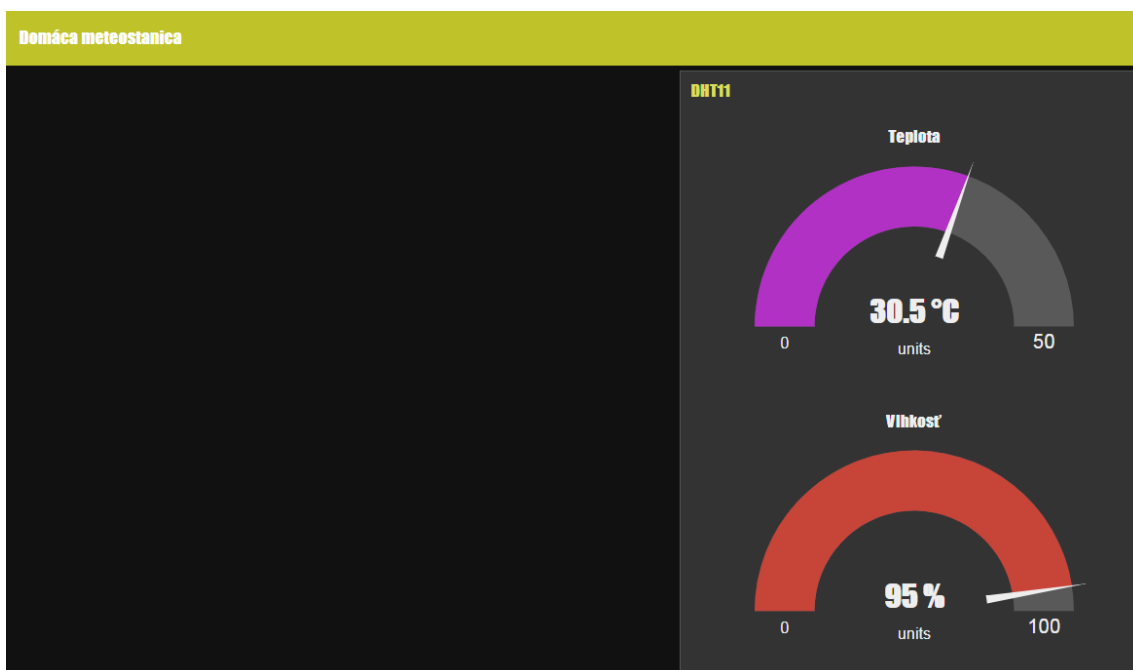 Domáca meteostanica
DHT11
Teplota
30.5 °C
0
units
50
Vlhkosť
95 %
0
units
100